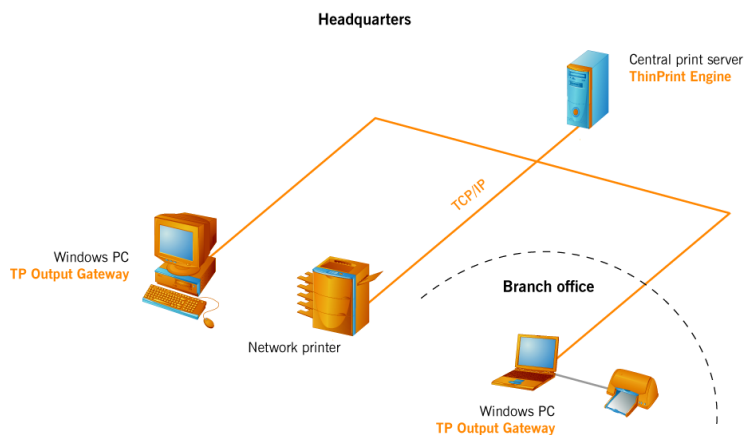 Headquarters
Central print server
ThinPrint Engine
TCP/IP
Windows PC
TP Output Gateway
Branch office
Network printer
Windows PC
TP Output Gateway